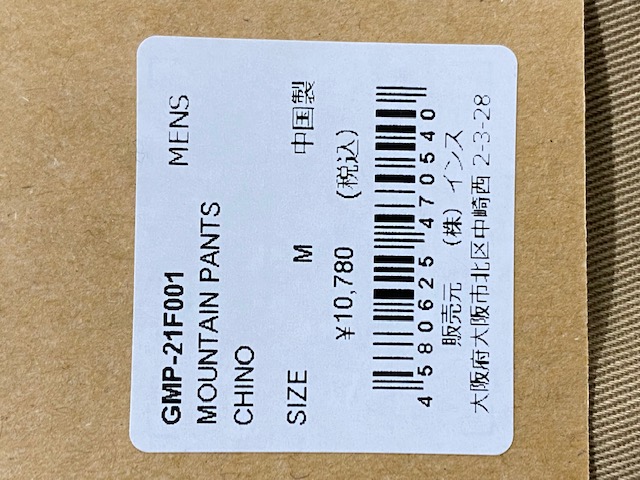 GMP-21F001 MENS
MOUNTAIN PANTS
CHINO
SIZE M 中国製
¥10,780 (税込)
4 580625 470540
販売元 (株) インス
大阪府大阪市北区中崎西 2-3-28